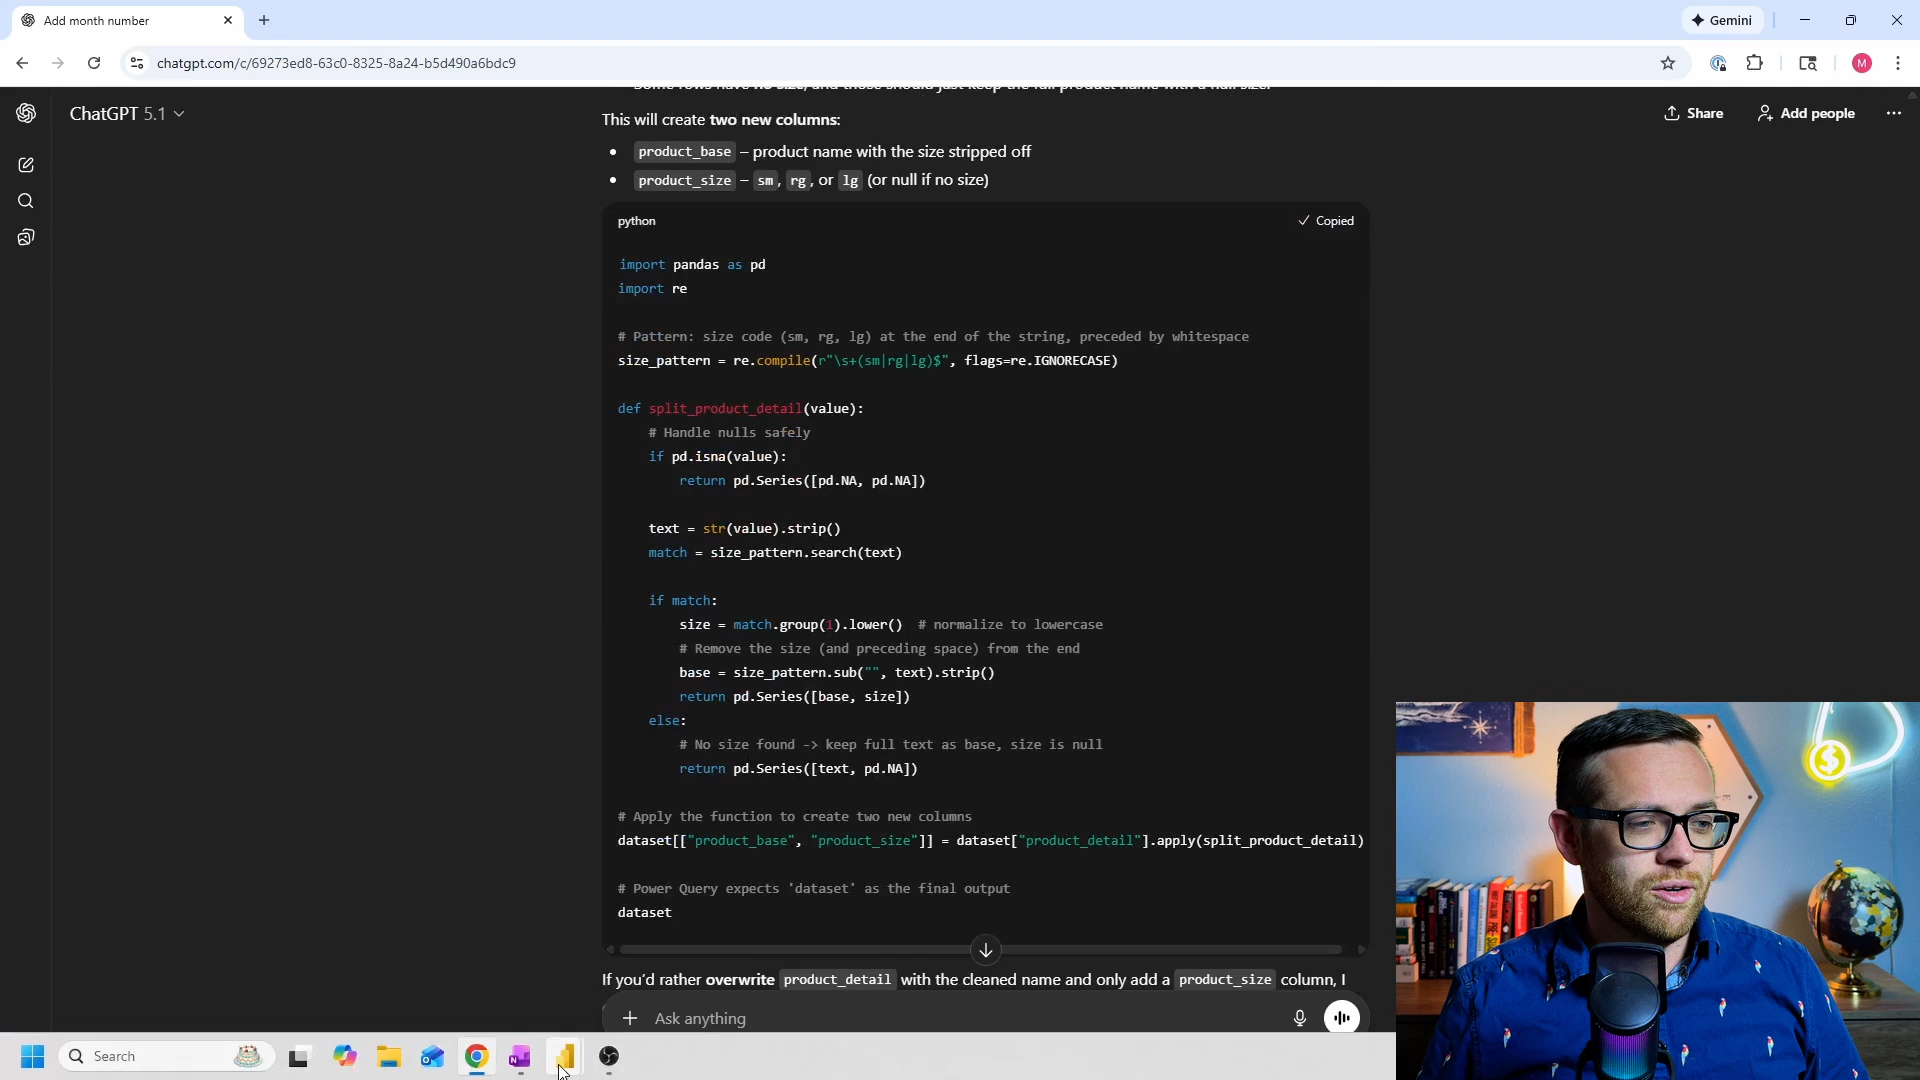 Add month number
Gemini
chatgpt.com/c/69273ed8-63c0-8325-8a24-b5d490a6bdc9
M
ChatGPT 5.1
Share
Add people
This will create two new columns:
product_base – product name with the size stripped off
product_size – sm, rg, or lg (or null if no size)
python
Copied
import pandas as pd
import re
# Pattern: size code (sm, rg, lg) at the end of the string, preceded by whitespace
size_pattern = re.compile(r"\s+(sm|rg|lg)$", flags=re.IGNORECASE)
def split_product_detail(value):
# Handle nulls safely
if pd.isna(value):
return pd.Series([pd.NA, pd.NA])
text = str(value).strip()
match = size_pattern.search(text)
if match:
size = match.group(1).lower()  # normalize to lowercase
# Remove the size (and preceding space) from the end
base = size_pattern.sub("", text).strip()
return pd.Series([base, size])
else:
# No size found -> keep full text as base, size is null
return pd.Series([text, pd.NA])
# Apply the function to create two new columns
dataset[["product_base", "product_size"]] = dataset["product_detail"].apply(split_product_detail)
# Power Query expects 'dataset' as the final output
dataset
If you'd rather overwrite product_detail with the cleaned name and only add a product_size column, I
Ask anything
Search